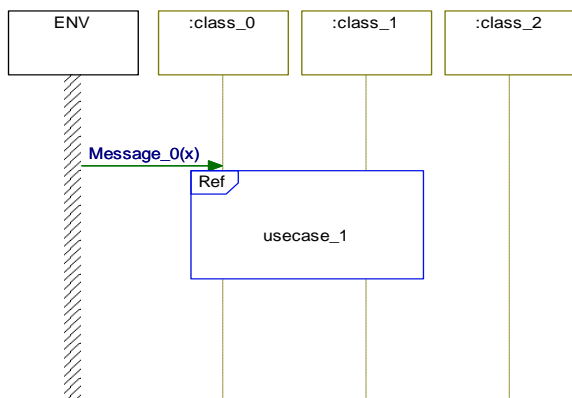 ENV
:class_0
:class_1
:class_2
Message_0(x)
Ref
usecase_1